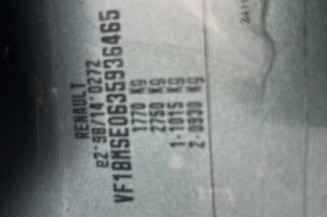 RENAULT
e2*98/14*0272
VF1BMSE0635936465
1770 KG
2750 KG
1-1015 KG
2-0930 KG